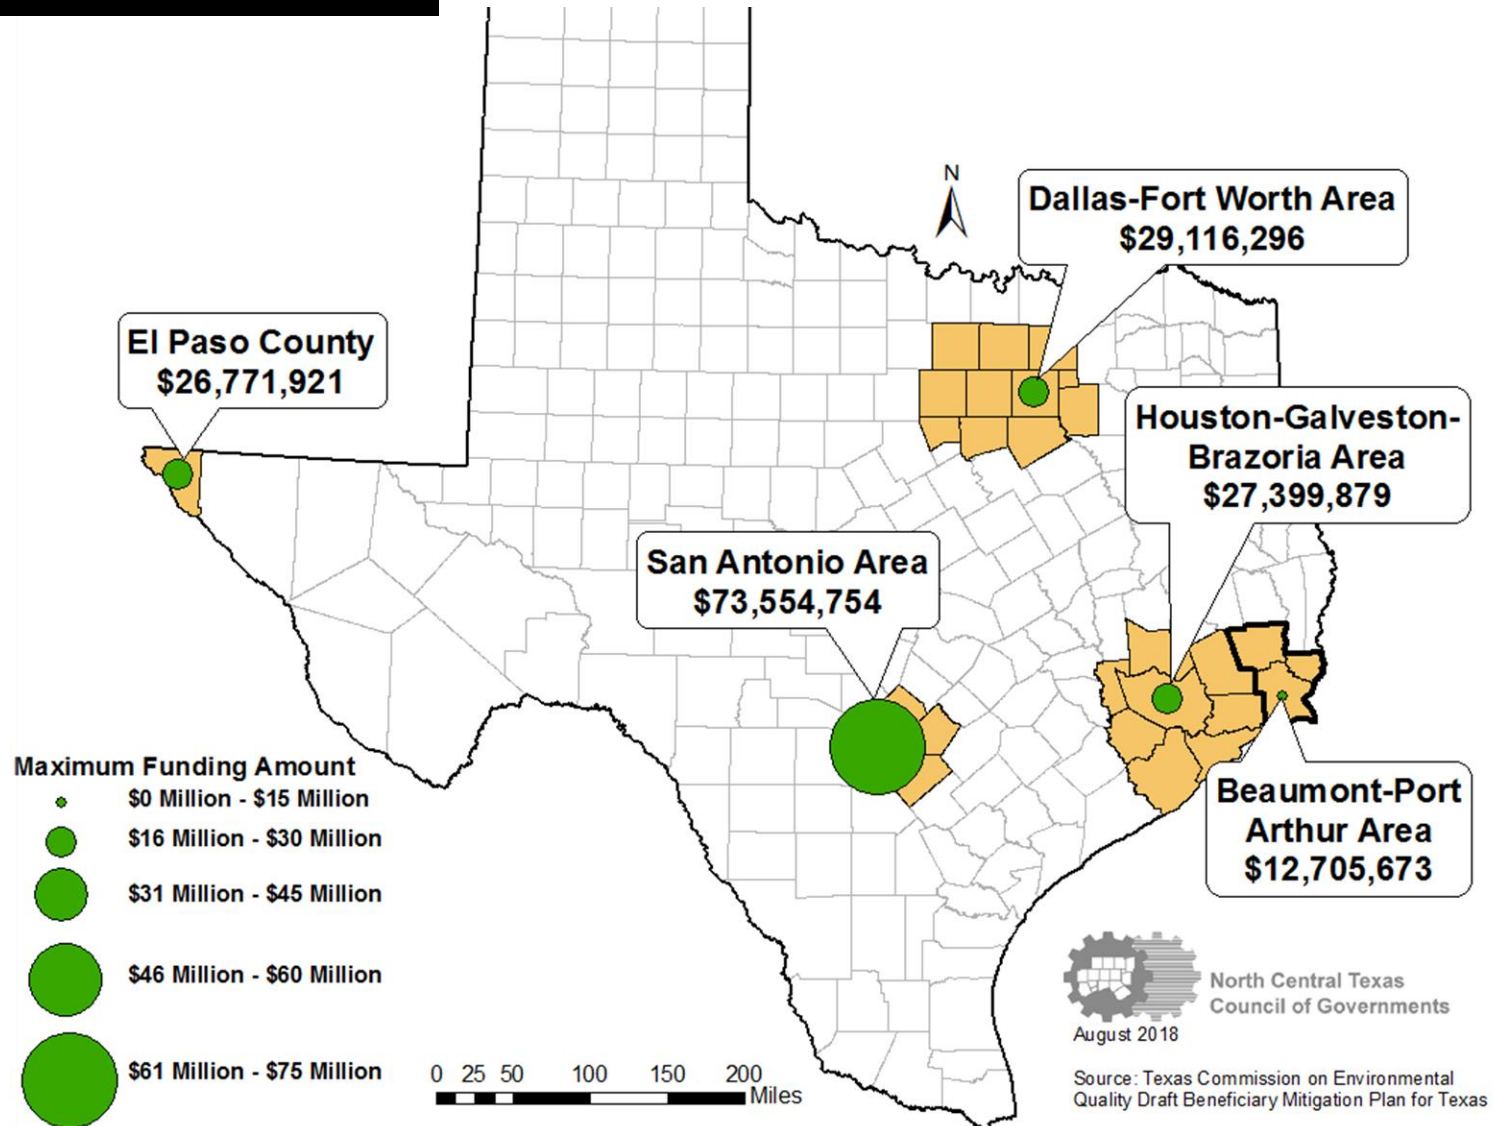 N
Dallas-Fort Worth Area
$29,116,296
El Paso County
$26,771,921
Houston-Galveston-
Brazoria Area
$27,399,879
San Antonio Area
$73,554,754
Beaumont-Port
Arthur Area
$12,705,673
Maximum Funding Amount
$0 Million - $15 Million
$16 Million - $30 Million
$31 Million - $45 Million
$46 Million - $60 Million
$61 Million - $75 Million
0 25 50 100 150 200
Miles
North Central Texas
Council of Governments
August 2018
Source: Texas Commission on Environmental
Quality Draft Beneficiary Mitigation Plan for Texas